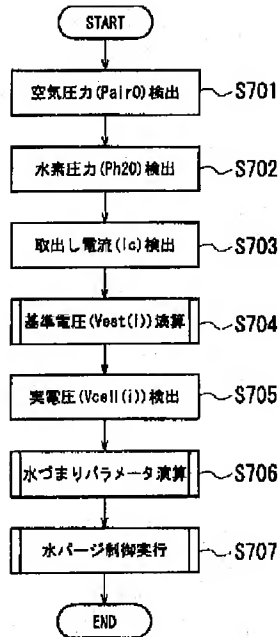 START
空気圧力(Pair0)検出
S701
水素圧力(Ph20)検出
S702
取出し電流(Ic)検出
S703
基準電圧(Vest(i))演算
S704
実電圧(Vcell(i))検出
S705
水づまりパラメータ演算
S706
水パージ制御実行
S707
END